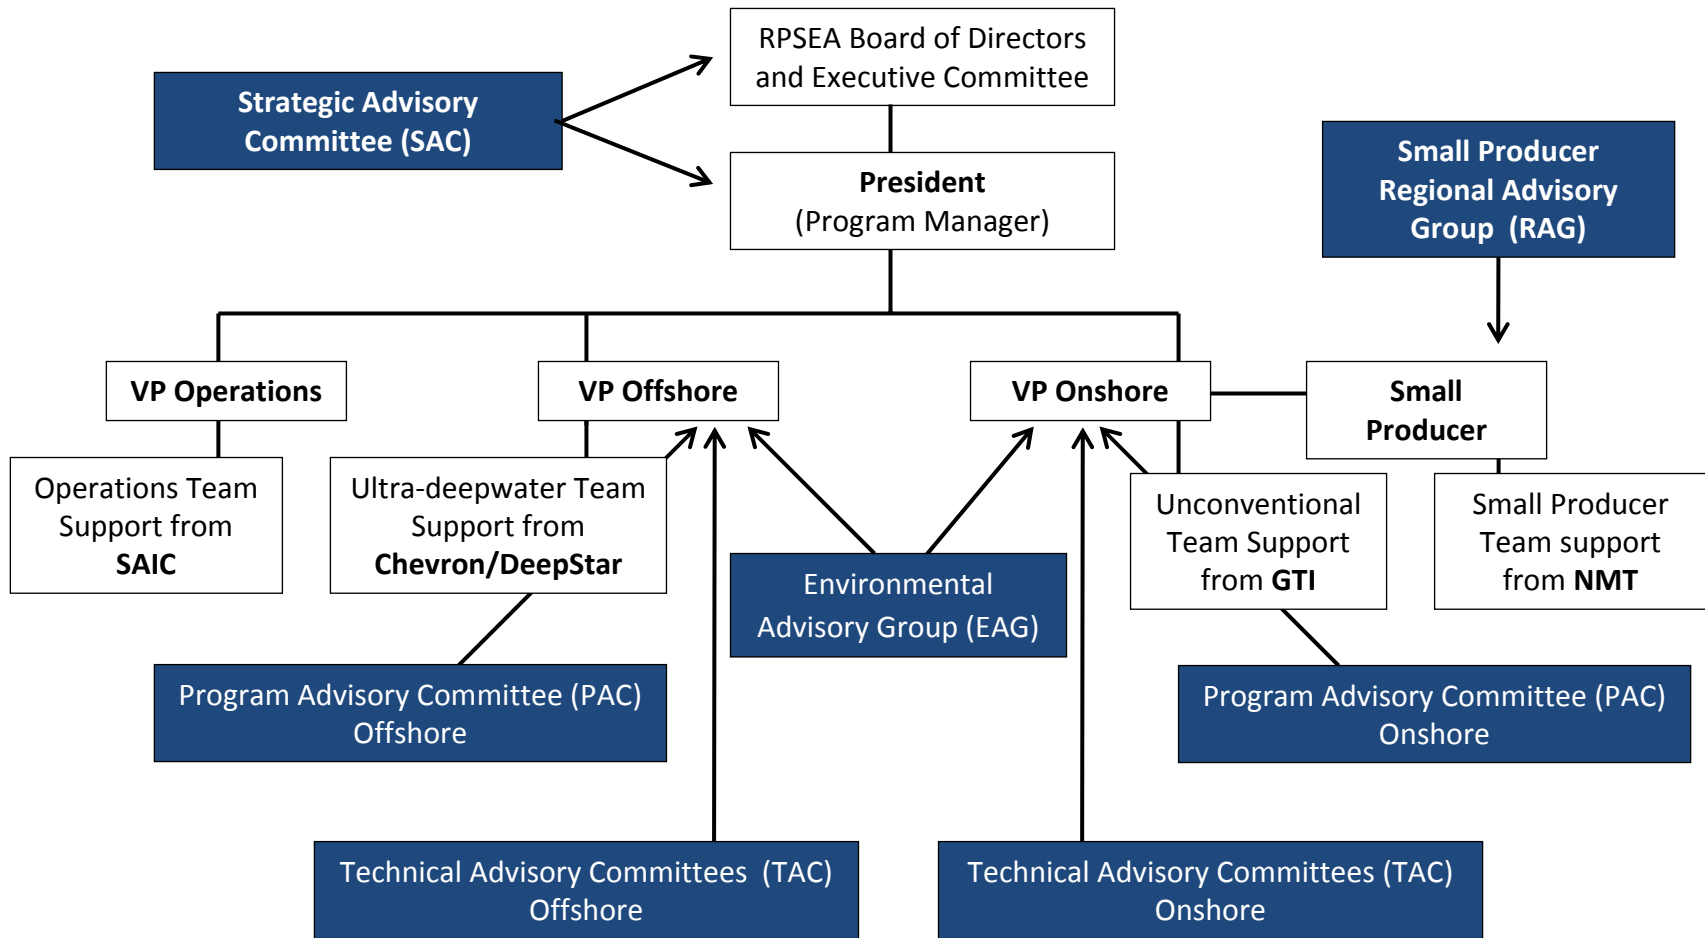 RPSEA Board of Directors
and Executive Committee
Strategic Advisory
Committee (SAC)
President
(Program Manager)
Small Producer
Regional Advisory
Group (RAG)
VP Operations
VP Offshore
VP Onshore
Small
Producer
Operations Team
Support from
SAIC
Ultra-deepwater Team
Support from
Chevron/DeepStar
Unconventional
Team Support
from GTI
Small Producer
Team support
from NMT
Environmental
Advisory Group (EAG)
Program Advisory Committee (PAC)
Offshore
Program Advisory Committee (PAC)
Onshore
Technical Advisory Committees (TAC)
Offshore
Technical Advisory Committees (TAC)
Onshore